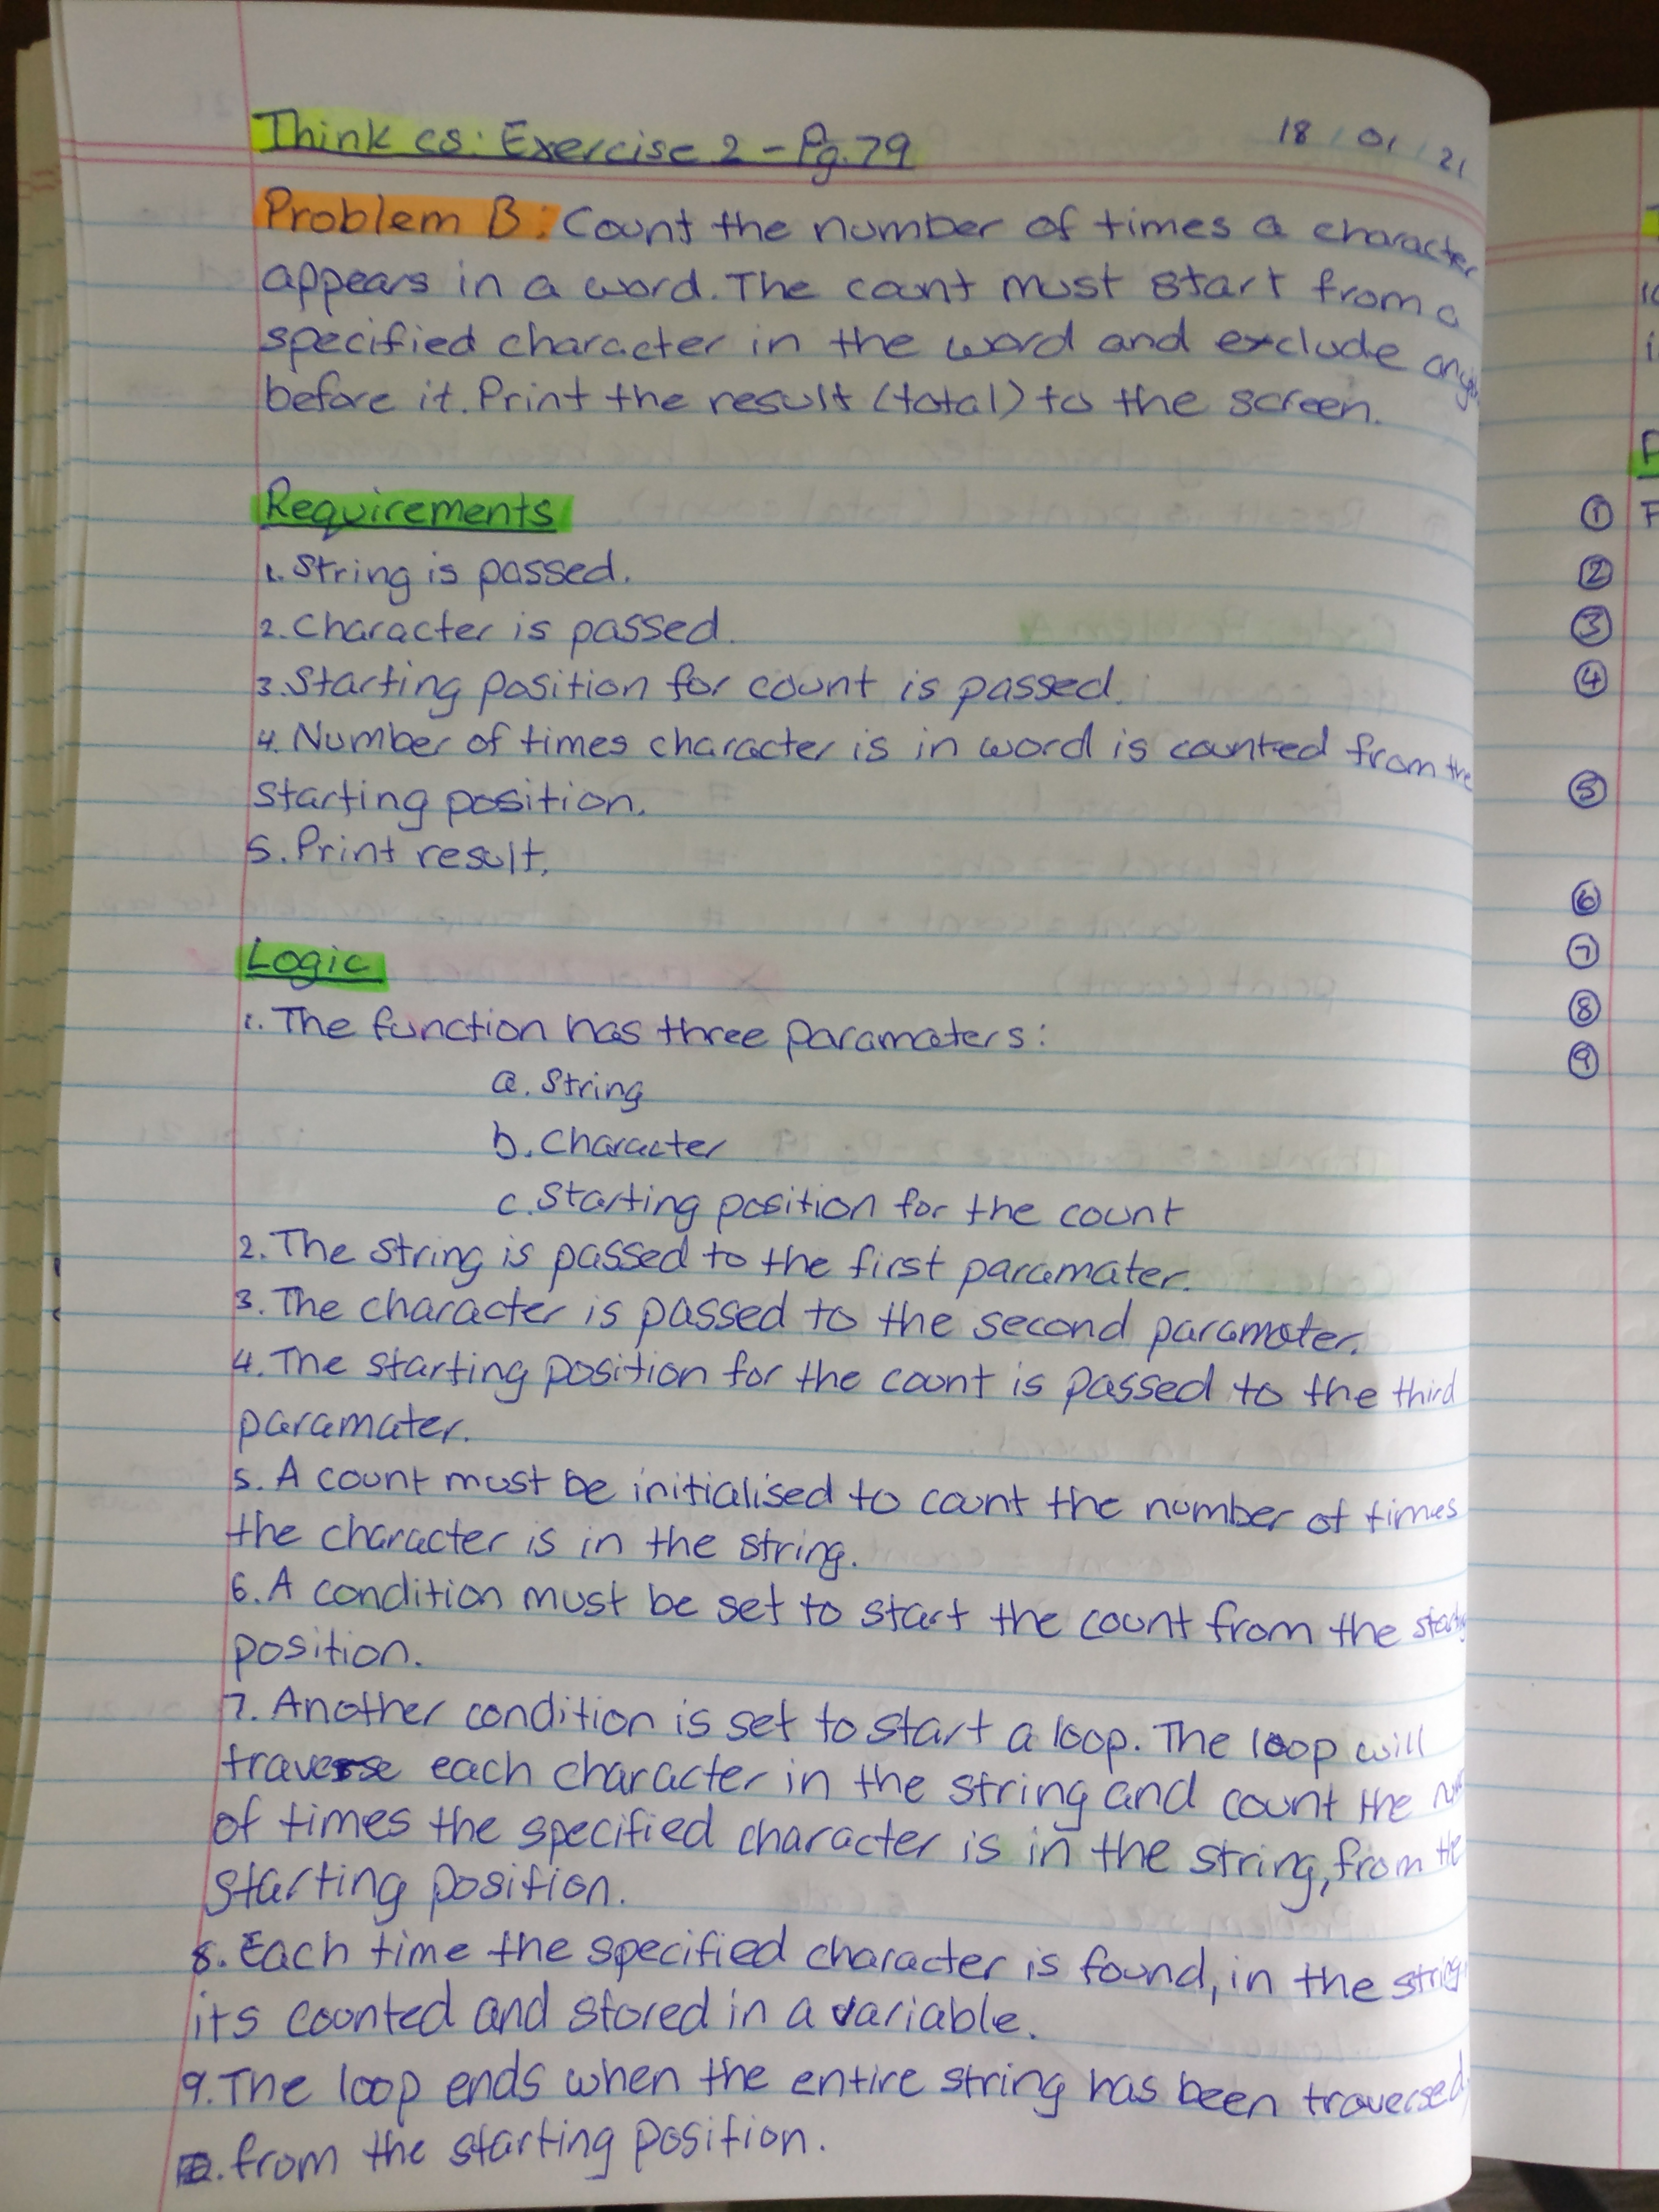 Think cs: Exercise 2 - Pg.79
18/01/21
Problem B: Count the number of times a character
appears in a word. The count must start from a
specified character in the word and exclude
before it. Print the result (total) to the screen.
Requirements
1. String is passed.
2. Character is passed.
3. Starting position for count is passed.
4. Number of times character is in word is counted from the
starting position.
5. Print result.
Logic
1. The function has three paramaters:
a. String
b. Character
c. Starting position for the count
2. The string is passed to the first paramater.
3. The character is passed to the second paramater.
4. The starting position for the count is passed to the third
paramater.
5. A count must be initialised to count the number of times
the character is in the string.
6. A condition must be set to start the count from the
position.
7. Another condition is set to start a loop. The loop will
traverse each character in the string and count the
of times the specified character is in the string, from the
starting position.
8. Each time the specified character is found, in the string
its counted and stored in a variable.
9. The loop ends when the entire string has been traversed
from the starting position.
①
②
③
④
⑤
⑥
⑦
⑧
⑨